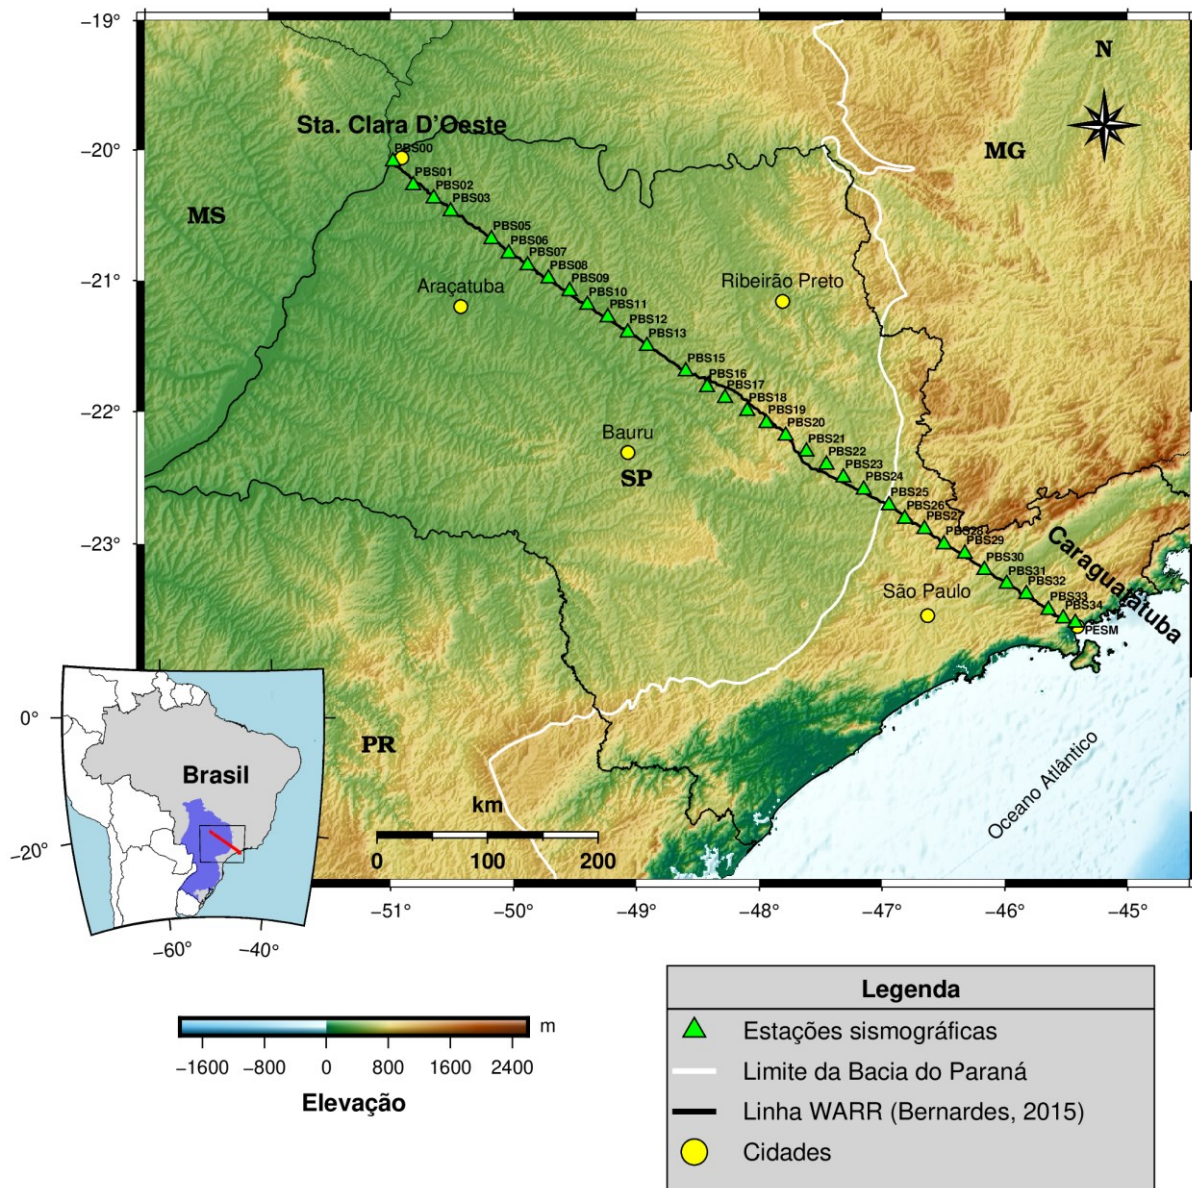 −19°
N
Sta. Clara D'Oeste
−20°
PBS00
MG
PBS01
PBS02
PBS03
MS
PBS05
PBS06
PBS07
−21°
PBS08
Araçatuba
PBS09
Ribeirão Preto
PBS10
PBS11
PBS12
PBS13
PBS15
PBS16
PBS17
−22°
PBS18
PBS19
PBS20
Bauru
PBS21
PBS22
SP
PBS23
PBS24
PBS25
PBS26
PBS27
−23°
PBS28
PBS29
Caraguatatuba
PBS30
PBS31
São Paulo
PBS32
PBS33
PBS34
PESM
0°
PR
Brasil
Oceano Atlântico
km
−20°
0
100
200
−60°
−40°
−51°
−50°
−49°
−48°
−47°
−46°
−45°
m
−1600
−800
0
800
1600
2400
Elevação
Legenda
Estações sismográficas
Limite da Bacia do Paraná
Linha WARR (Bernardes, 2015)
Cidades